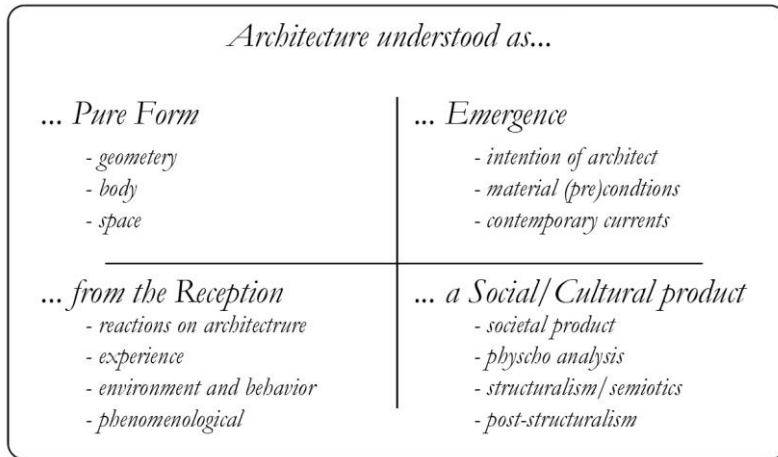 Architecture understood as...
... Pure Form
- geometery
- body
- space
... Emergence
- intention of architect
- material (pre)condtions
- contemporary currents
... from the Reception
- reactions on architectrure
- experience
- environment and behavior
- phenomenological
... a Social/Cultural product
- societal product
- physcho analysis
- structuralism/semiotics
- post-structuralism